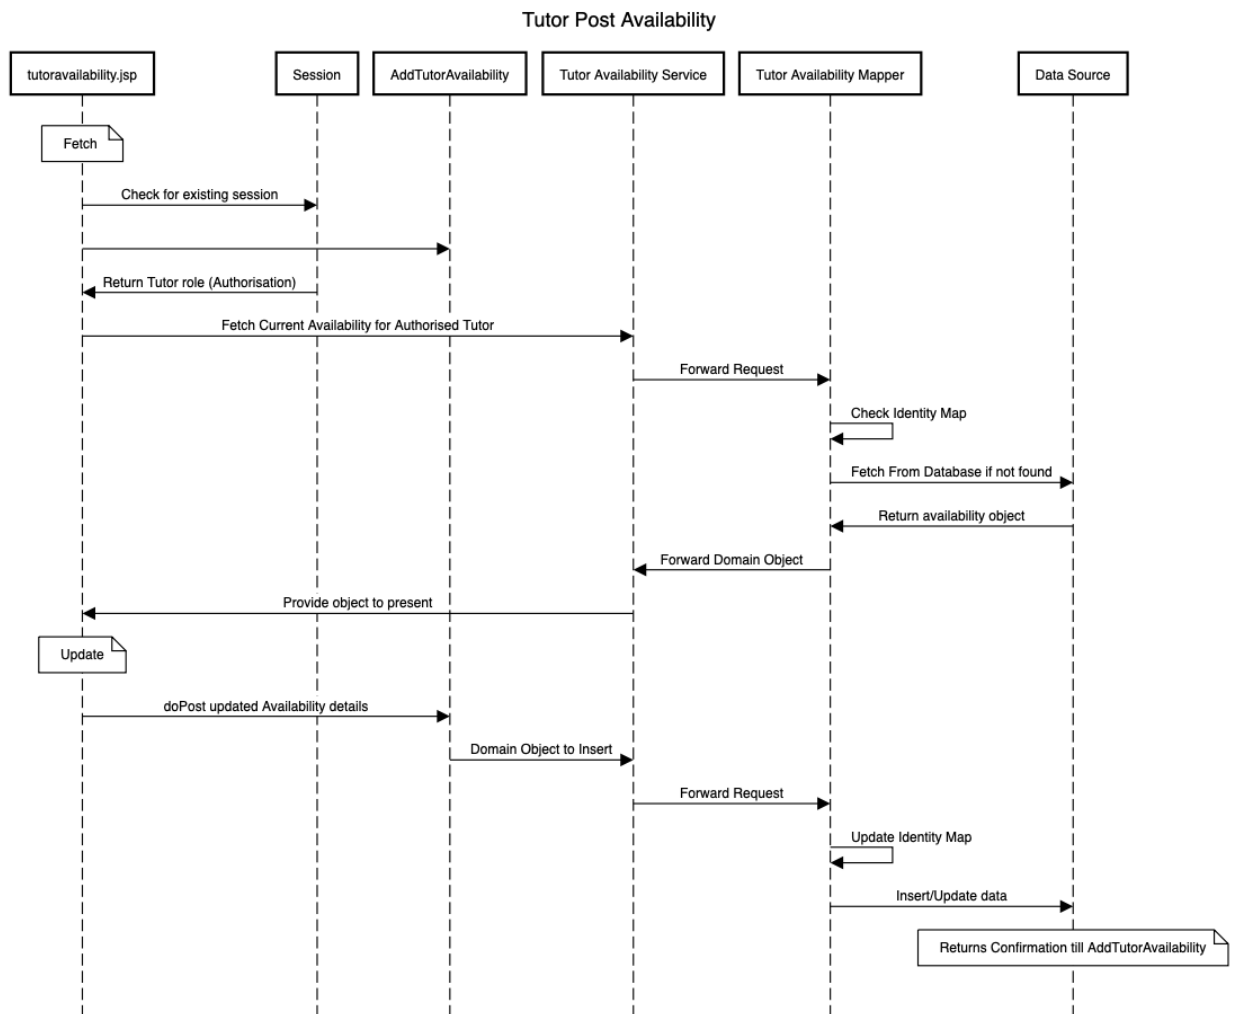 Tutor Post Availability
tutoravailability.jsp
Session
AddTutorAvailability
Tutor Availability Service
Tutor Availability Mapper
Data Source
Fetch
Check for existing session
Return Tutor role (Authorisation)
Fetch Current Availability for Authorised Tutor
Forward Request
Check Identity Map
Fetch From Database if not found
Return availability object
Forward Domain Object
Provide object to present
Update
doPost updated Availability details
Domain Object to Insert
Forward Request
Update Identity Map
Insert/Update data
Returns Confirmation till AddTutorAvailability